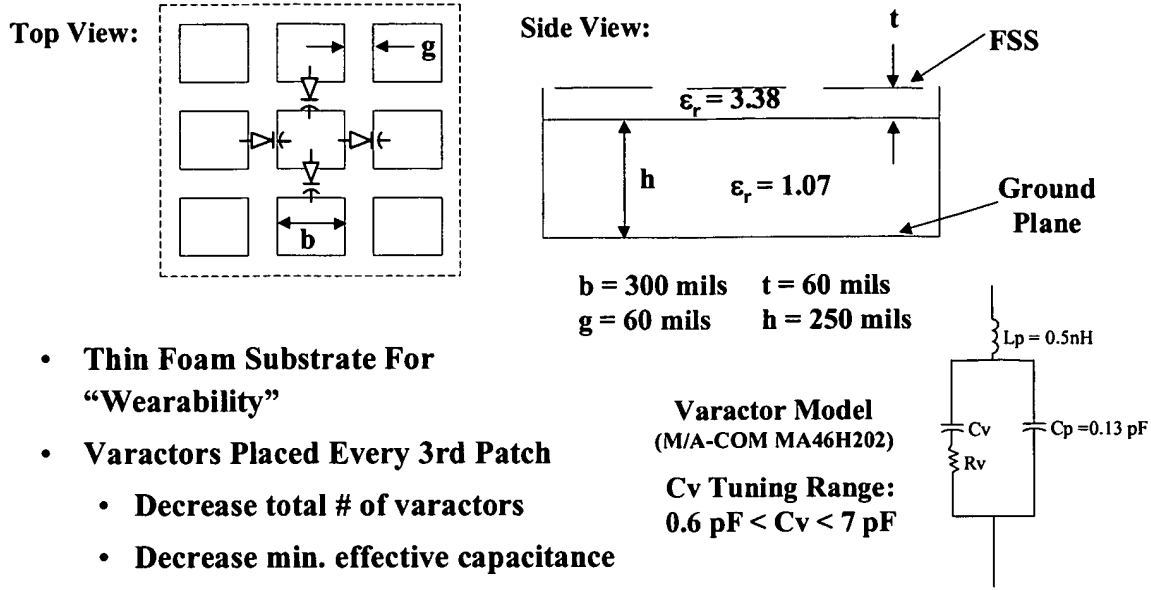 Top View:
g
b
Side View:
t
FSS
εr = 3.38
h
εr = 1.07
Ground
Plane
b = 300 mils t = 60 mils
g = 60 mils h = 250 mils
• Thin Foam Substrate For
“Wearability”
• Varactors Placed Every 3rd Patch
• Decrease total # of varactors
• Decrease min. effective capacitance
Varactor Model
(M/A-COM MA46H202)
Cv Tuning Range:
0.6 pF < Cv < 7 pF
Lp = 0.5nH
Cv
Rv
Cp =0.13 pF